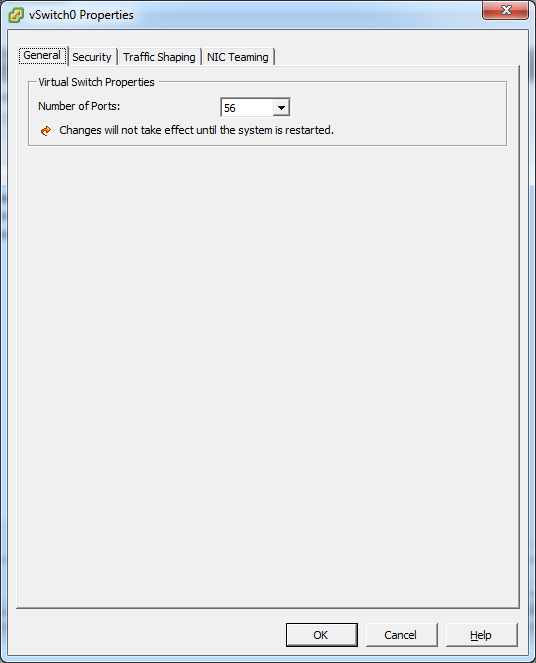 vSwitch0 Properties
General Security Traffic Shaping NIC Teaming
Virtual Switch Properties
Number of Ports: 56
Changes will not take effect until the system is restarted.
OK Cancel Help